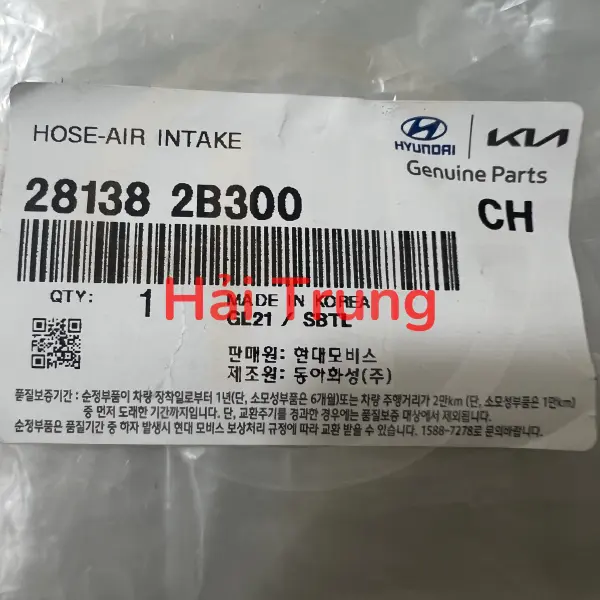 HOSE-AIR INTAKE
HYUNDAI KIA
Genuine Parts
28138 2B300
CH
QTY: 1
MADE IN KOREA
GL21 / SBTL
Hải Trung
판매원: 현대모비스
제조원: 동아화성(주)
품질보증기간 : 순정부품이 차량 장착일로부터 1년(단, 소모성부품은 6개월)또는 차량 주행거리가 2만km (단, 소모성부품은 1만km)
중 먼저 도래한 기간까지입니다. 단, 교환주기를 경과한 경우에는 품질보증 대상에서 제외됩니다.
순정부품은 품질기간 중 하자 발생시 현대 모비스 보상처리 규정에 따라 교환 받을 수 있습니다. 1588-7278로 문의바랍니다.